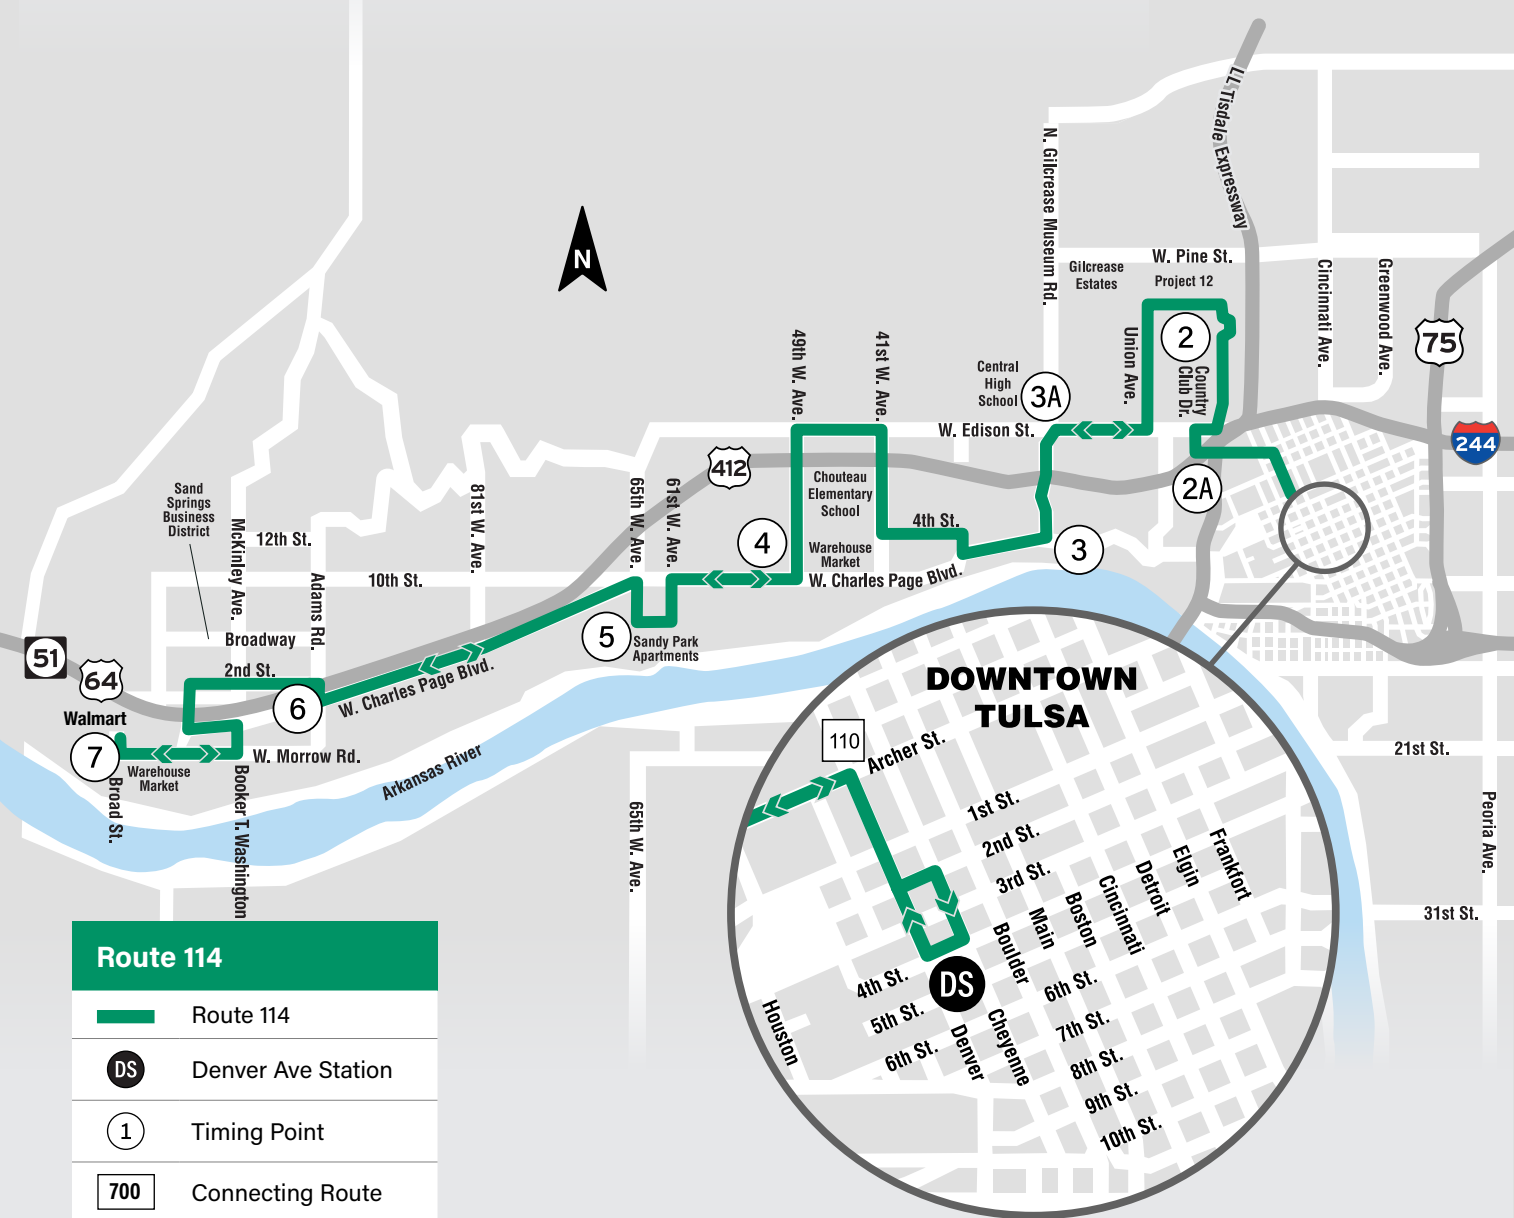 LL Tisdale Expressway
N. Gilcrease Museum Rd.
N
W. Pine St.
Gilcrease
Estates
Project 12
Cincinnati Ave.
Greenwood Ave.
75
2
Union Ave.
Country
Club Dr.
49th W. Ave.
41st W. Ave.
Central
High
School
3A
W. Edison St.
244
412
2A
Chouteau
Elementary
School
Sand
Springs
Business
District
McKinley Ave.
81st W. Ave.
65th W. Ave.
61st W. Ave.
4th St.
12th St.
4
Warehouse
Market
3
10th St.
W. Charles Page Blvd.
Adams Rd.
Broadway
5
Sandy Park
Apartments
51
64
2nd St.
6
W. Charles Page Blvd.
Walmart
7
W. Morrow Rd.
Warehouse
Market
Broad St.
Booker T. Washington
Arkansas River
65th W. Ave.
21st St.
Peoria Ave.
31st St.
DOWNTOWN
TULSA
110
Archer St.
1st St.
2nd St.
3rd St.
Frankfort
Elgin
Detroit
Cincinnati
Boston
Main
Boulder
4th St.
DS
5th St.
6th St.
Houston
Denver
Cheyenne
6th St.
7th St.
8th St.
9th St.
10th St.
Route 114
Route 114
DS Denver Ave Station
1 Timing Point
700 Connecting Route